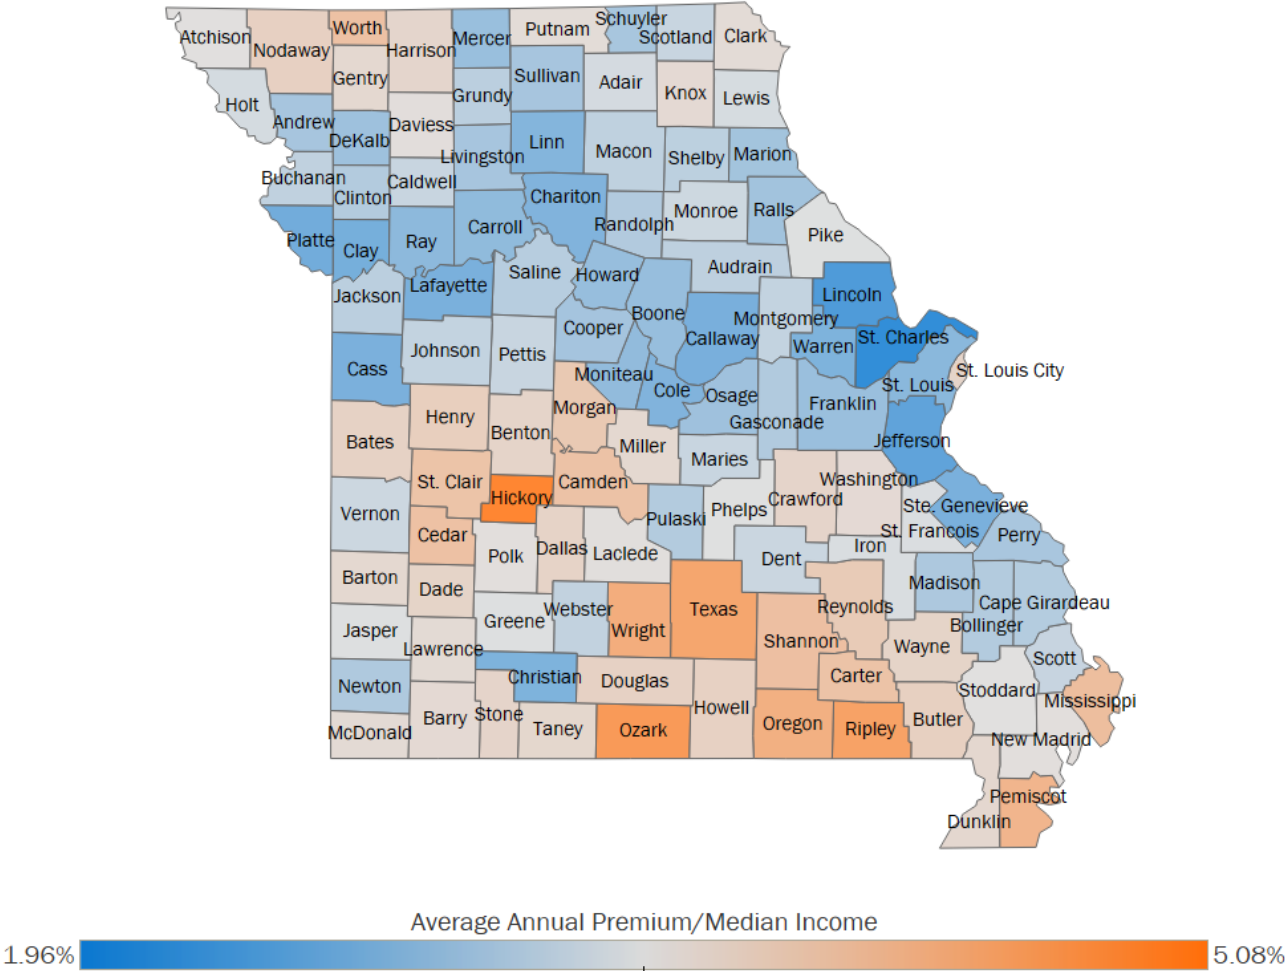 Schuyler
Worth
Putnam
Atchison
Nodaway
Harrison
Mercer
Scotland
Clark
Gentry
Sullivan
Adair
Knox
Lewis
Holt
Grundy
Andrew
Daviess
DeKalb
Linn
Macon
Shelby
Marion
Livingston
Buchanan
Caldwell
Clinton
Chariton
Randolph
Monroe
Ralls
Platte
Clay
Ray
Carroll
Pike
Saline
Howard
Audrain
Jackson
Lafayette
Lincoln
Boone
Montgomery
Cooper
Callaway
Warren
St. Charles
Johnson
Pettis
Cass
Moniteau
Cole
Osage
St. Louis
St. Louis City
Henry
Morgan
Gasconade
Franklin
Bates
Benton
Miller
Maries
Jefferson
St. Clair
Hickory
Camden
Crawford
Washington
Vernon
Pulaski
Phelps
Ste. Genevieve
St. Francois
Cedar
Polk
Dallas
Laclede
Dent
Iron
Perry
Barton
Dade
Madison
Jasper
Greene
Webster
Wright
Texas
Reynolds
Cape Girardeau
Bollinger
Lawrence
Shannon
Wayne
Scott
Newton
Christian
Douglas
Carter
Stoddard
Mississippi
McDonald
Barry
Stone
Taney
Ozark
Howell
Oregon
Ripley
Butler
New Madrid
Pemiscot
Dunklin
Average Annual Premium/Median Income
1.96%
5.08%